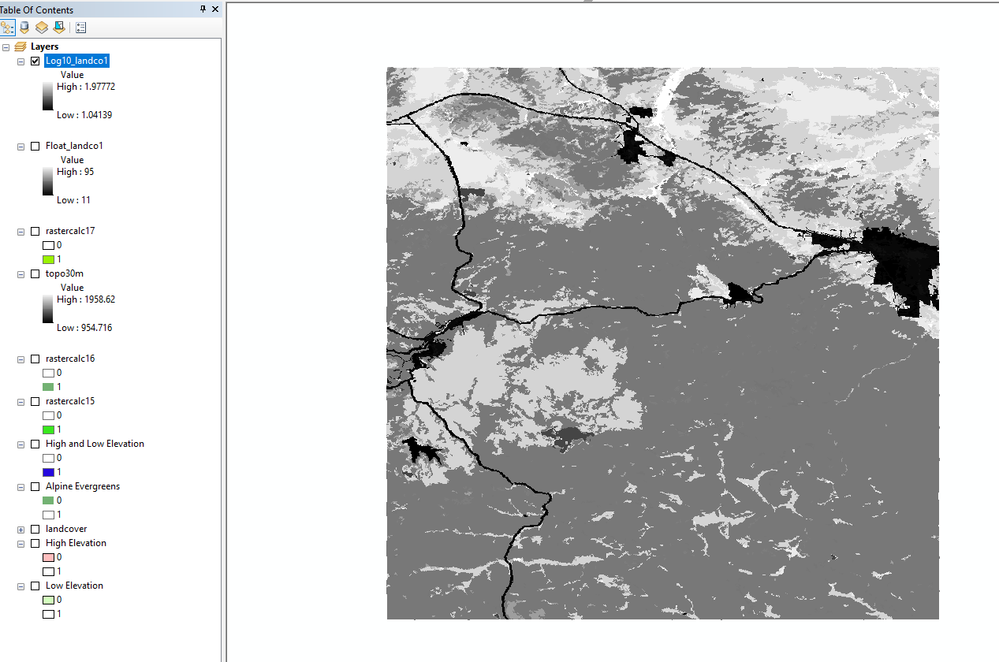 Table Of Contents
Layers
Log10_landco1
Value
High : 1.97772
Low : 1.04139
Float_landco1
Value
High : 95
Low : 11
rastercalc17
0
1
topo30m
Value
High : 1958.62
Low : 954.716
rastercalc16
0
1
rastercalc15
0
1
High and Low Elevation
0
1
Alpine Evergreens
0
1
landcover
High Elevation
0
1
Low Elevation
0
1